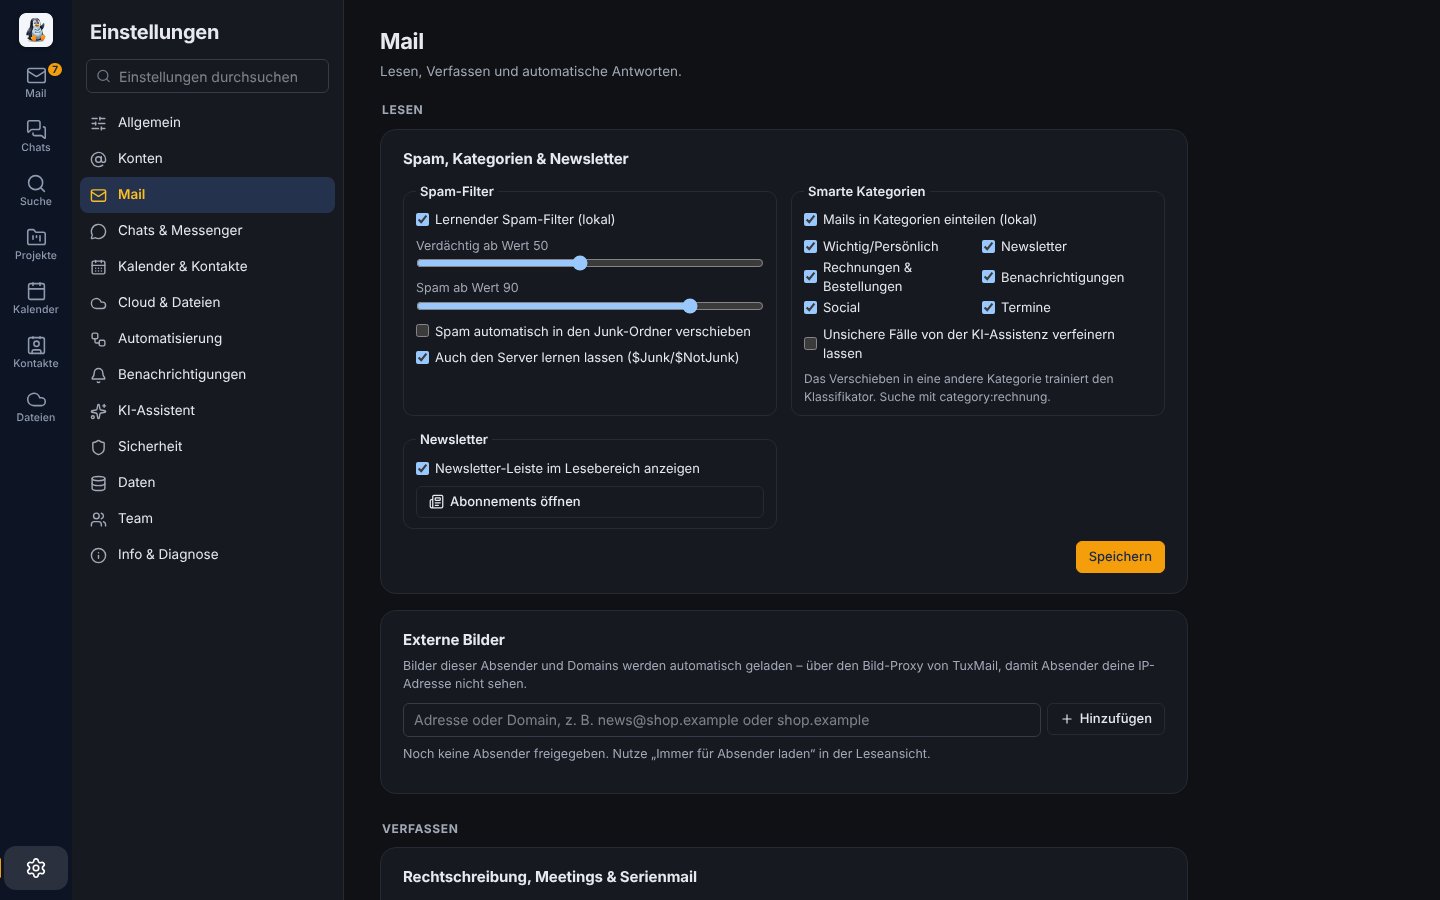 Einstellungen
Einstellungen durchsuchen
7
Mail
Chats
Suche
Projekte
Kalender
Kontakte
Dateien
Allgemein
Konten
Mail
Chats & Messenger
Kalender & Kontakte
Cloud & Dateien
Automatisierung
Benachrichtigungen
KI-Assistent
Sicherheit
Daten
Team
Info & Diagnose
Mail
Lesen, Verfassen und automatische Antworten.
LESEN
Spam, Kategorien & Newsletter
Spam-Filter
Lernender Spam-Filter (lokal)
Verdächtig ab Wert 50
Spam ab Wert 90
Spam automatisch in den Junk-Ordner verschieben
Auch den Server lernen lassen ($Junk/$NotJunk)
Smarte Kategorien
Mails in Kategorien einteilen (lokal)
Wichtig/Persönlich
Newsletter
Rechnungen &
Bestellungen
Benachrichtigungen
Social
Termine
Unsichere Fälle von der KI-Assistenz verfeinern
lassen
Das Verschieben in eine andere Kategorie trainiert den
Klassifikator. Suche mit category:rechnung.
Newsletter
Newsletter-Leiste im Lesebereich anzeigen
Abonnements öffnen
Speichern
Externe Bilder
Bilder dieser Absender und Domains werden automatisch geladen – über den Bild-Proxy von TuxMail, damit Absender deine IP-
Adresse nicht sehen.
Adresse oder Domain, z. B. news@shop.example oder shop.example
Hinzufügen
Noch keine Absender freigegeben. Nutze „Immer für Absender laden“ in der Leseansicht.
VERFASSEN
Rechtschreibung, Meetings & Serienmail